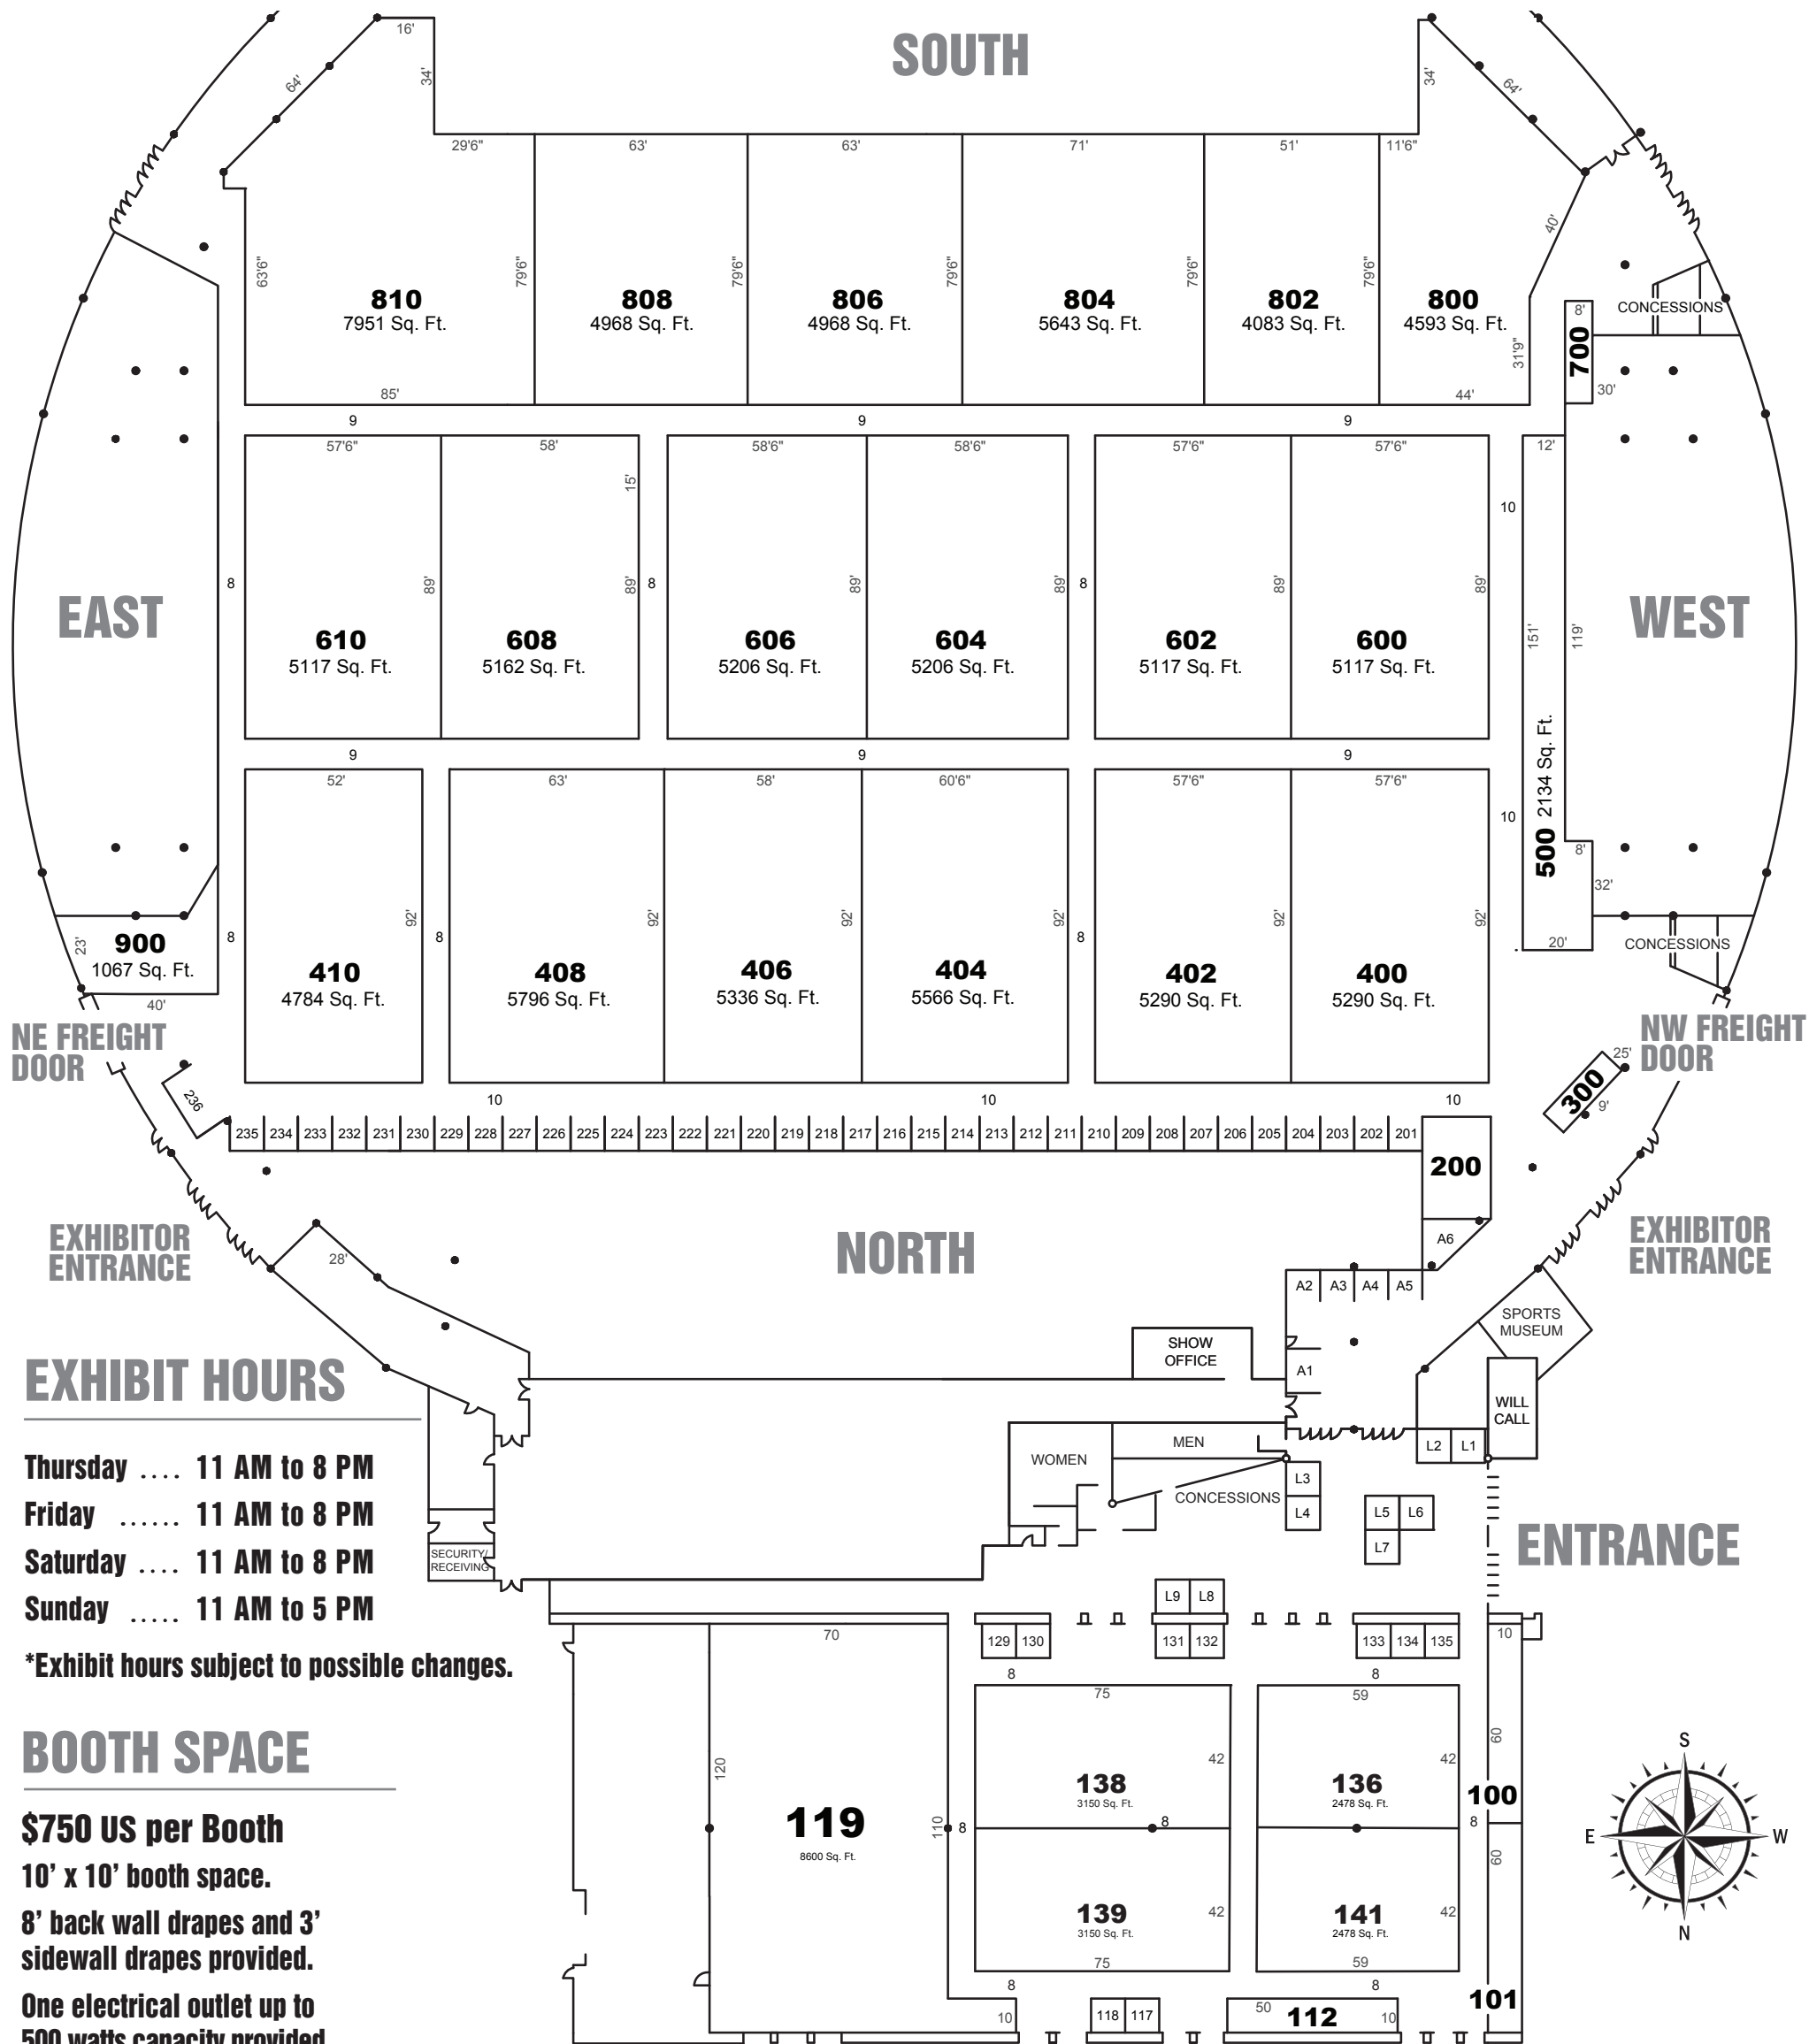 SOUTH
16'
64'
34'
34'
64'
29'6"
63'
63'
71'
51'
11'6"
40'
63'6"
79'6"
79'6"
79'6"
79'6"
79'6"
31'9"
810
7951 Sq. Ft.
808
4968 Sq. Ft.
806
4968 Sq. Ft.
804
5643 Sq. Ft.
802
4083 Sq. Ft.
800
4593 Sq. Ft.
85'
44'
8'
700
30'
CONCESSIONS
9
9
9
57'6"
58'
58'6"
58'6"
57'6"
57'6"
12'
15'
10
8
89'
89'
8
89'
89'
8
89'
89'
EAST
WEST
151'
119'
610
5117 Sq. Ft.
608
5162 Sq. Ft.
606
5206 Sq. Ft.
604
5206 Sq. Ft.
602
5117 Sq. Ft.
600
5117 Sq. Ft.
9
9
9
52'
63'
58'
60'6"
57'6"
57'6"
10
500 2134 Sq. Ft.
8'
32'
20'
CONCESSIONS
92'
92'
92'
92'
92'
92'
8
8
8
23'
900
1067 Sq. Ft.
40'
410
4784 Sq. Ft.
408
5796 Sq. Ft.
406
5336 Sq. Ft.
404
5566 Sq. Ft.
402
5290 Sq. Ft.
400
5290 Sq. Ft.
NE FREIGHT
DOOR
NW FREIGHT
DOOR
25'
300
9'
236
10
10
10
235 234 233 232 231 230 229 228 227 226 225 224 223 222 221 220 219 218 217 216 215 214 213 212 211 210 209 208 207 206 205 204 203 202 201
200
A6
EXHIBITOR
ENTRANCE
28'
NORTH
EXHIBITOR
ENTRANCE
A2 A3 A4 A5
SPORTS
MUSEUM
SHOW
OFFICE
A1
WILL
CALL
WOMEN
MEN
CONCESSIONS
L2 L1
L3
L4
L5 L6
L7
SECURITY/
RECEIVING
ENTRANCE
L9 L8
EXHIBIT HOURS
Thursday .... 11 AM to 8 PM
Friday ...... 11 AM to 8 PM
Saturday .... 11 AM to 8 PM
Sunday ..... 11 AM to 5 PM
*Exhibit hours subject to possible changes.
70
129 130
131 132
133 134 135
10
8
8
75
59
120
110
42
42
60
119
8600 Sq. Ft.
138
3150 Sq. Ft.
136
2478 Sq. Ft.
100
8
8
8
60
139
3150 Sq. Ft.
42
141
2478 Sq. Ft.
42
75
59
8
8
101
10
118 117
50
112
10
S
E
W
N
BOOTH SPACE
$750 US per Booth
10’ x 10’ booth space.
8’ back wall drapes and 3’
sidewall drapes provided.
One electrical outlet up to
500 watts capacity provided